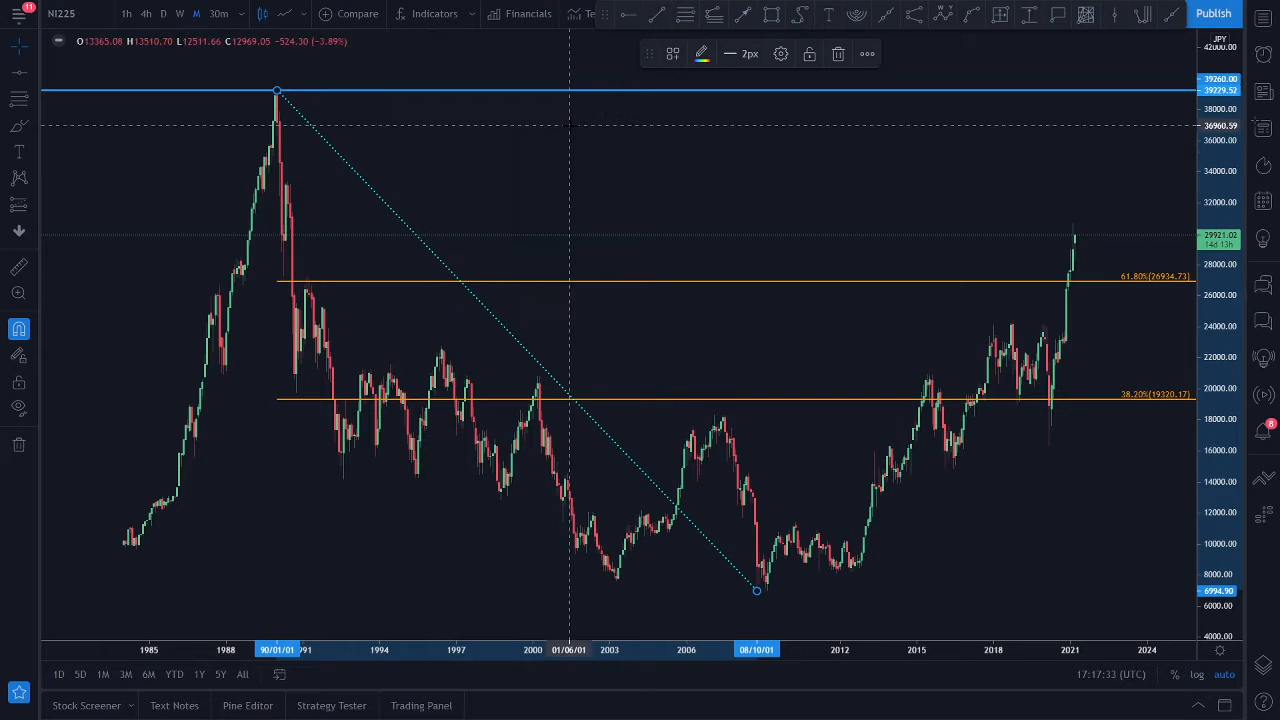 11
NI225
1h 4h D W M 30m
Compare
Indicators
Financials
Te
Publish
O13365.08 H13510.70 L12511.66 C12969.05 -524.30 (-3.89%)
2px
JPY
42000.00
39260.00
39229.52
38000.00
36960.59
36000.00
34000.00
32000.00
29921.02
14d 13h
28000.00
61.80%(26934.73)
26000.00
24000.00
22000.00
20000.00
38.20%(19320.17)
18000.00
16000.00
14000.00
12000.00
10000.00
8000.00
6994.90
6000.00
4000.00
8
1985 1988 90/01/01 991 1994 1997 2000 01/06/01 2003 2006 08/10/01 2012 2015 2018 2021 2024
1D 5D 1M 3M 6M YTD 1Y 5Y All
17:17:33 (UTC) % log auto
Stock Screener Text Notes Pine Editor Strategy Tester Trading Panel